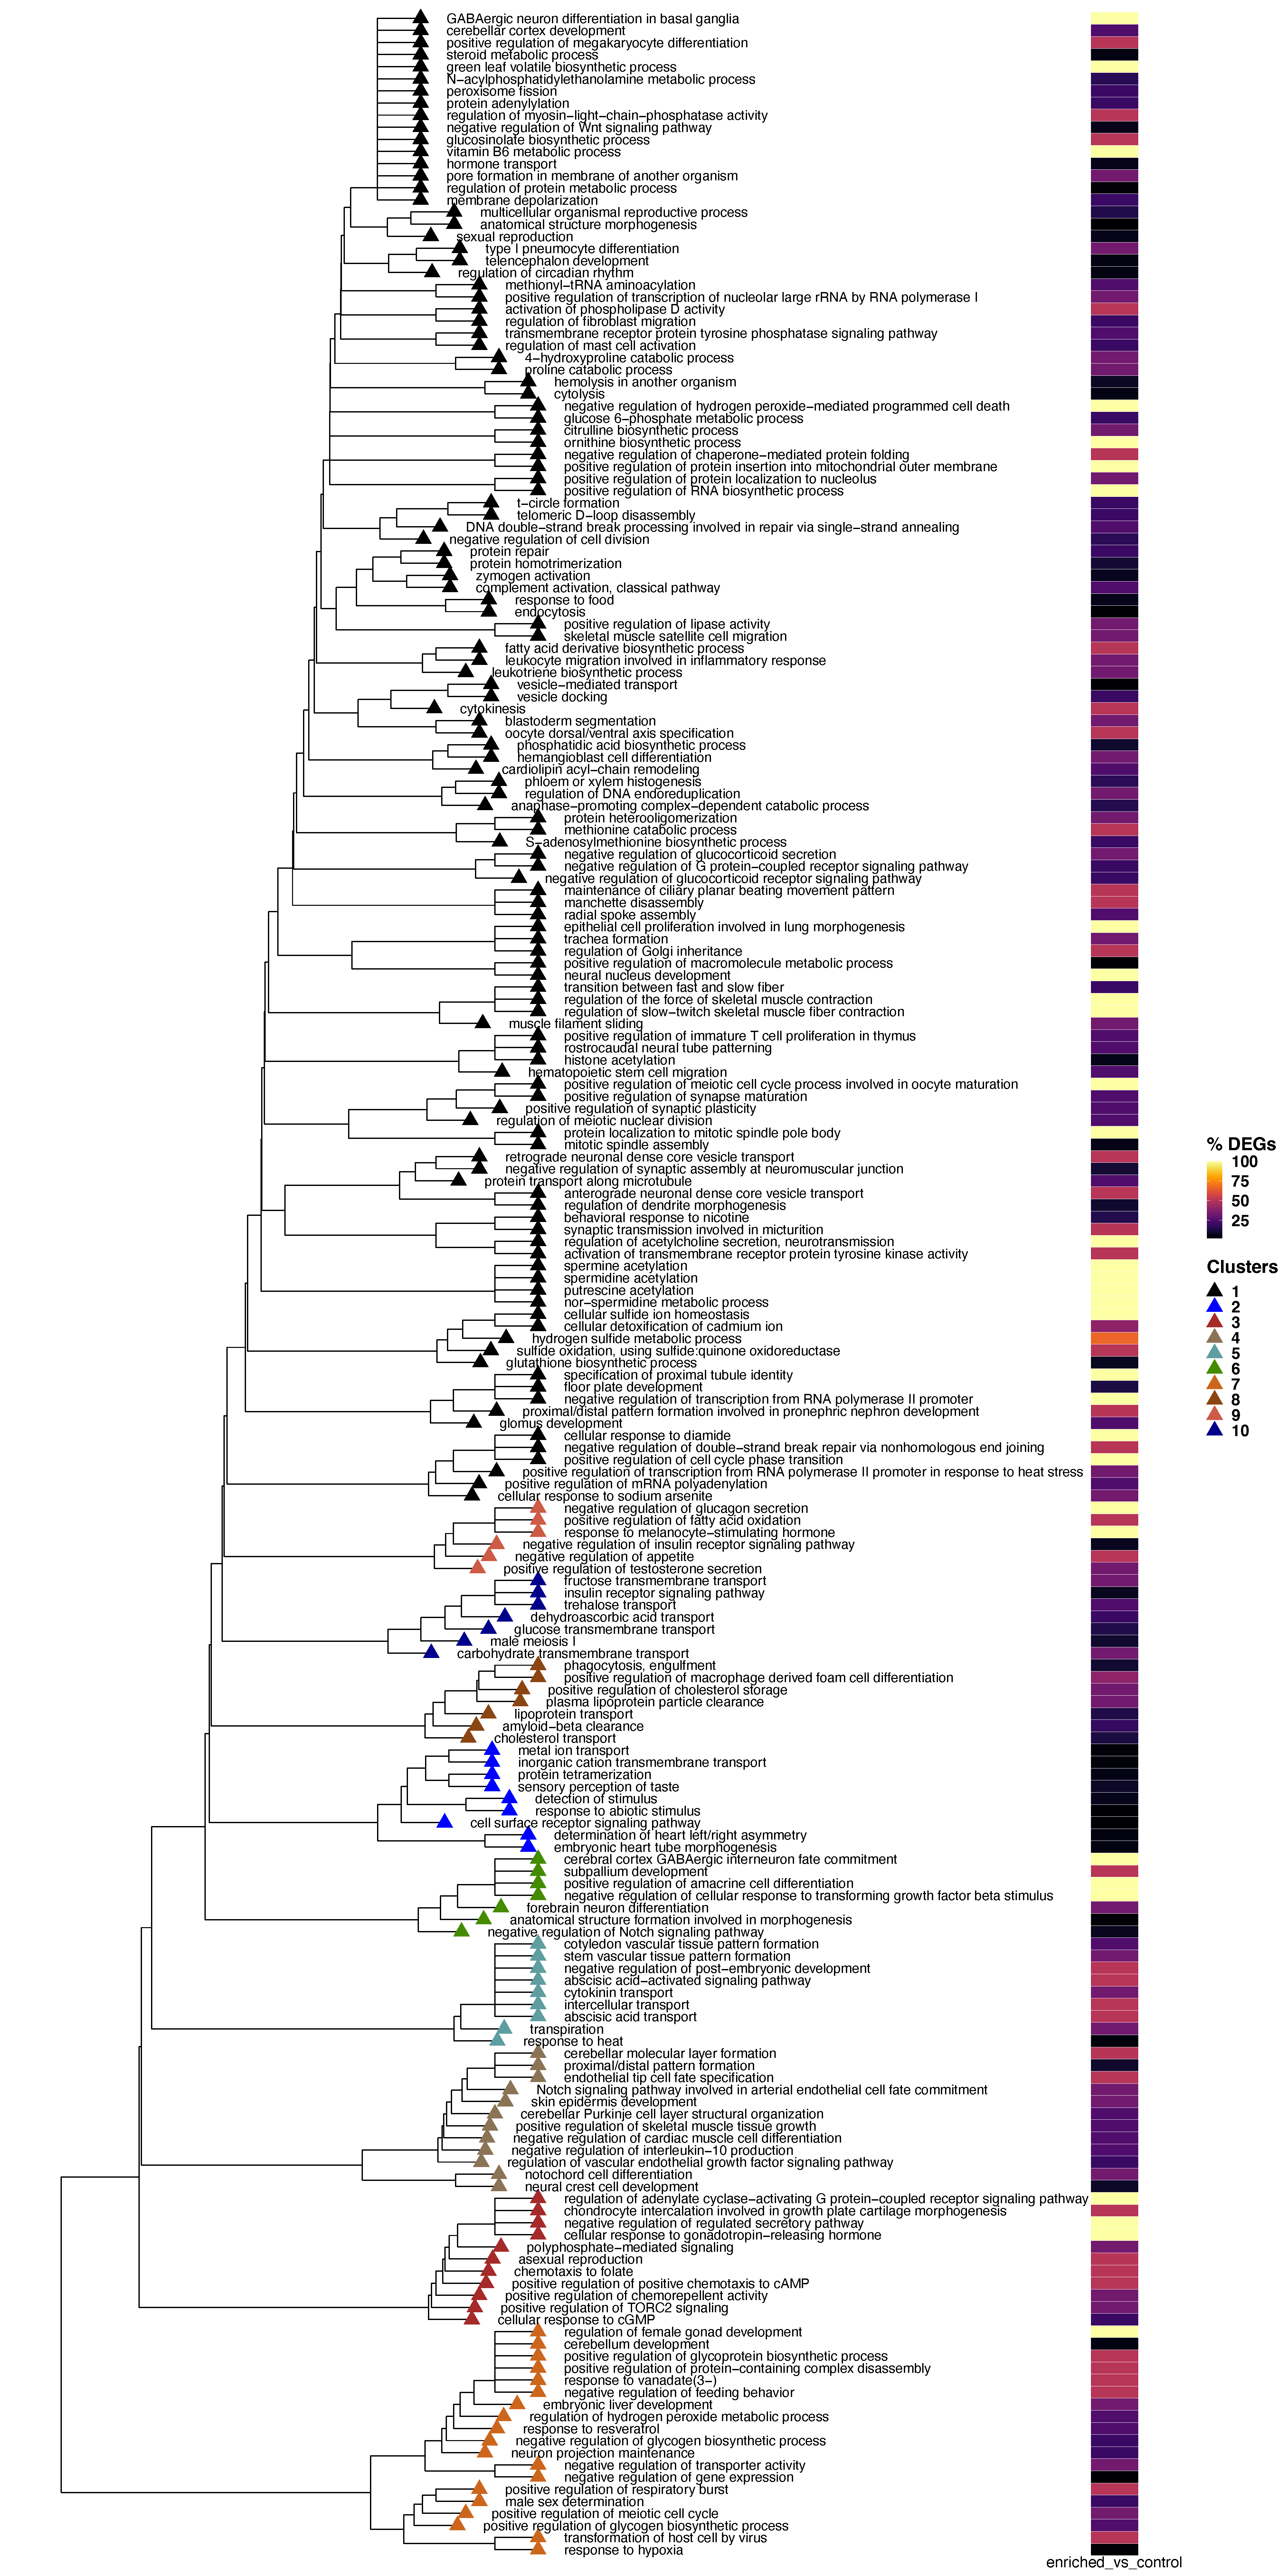 GABAergic neuron differentiation in basal ganglia
cerebellar cortex development
positive regulation of megakaryocyte differentiation
steroid metabolic process
green leaf volatile biosynthetic process
N−acylphosphatidylethanolamine metabolic process
peroxisome fission
protein adenylylation
regulation of myosin−light−chain−phosphatase activity
negative regulation of Wnt signaling pathway
glucosinolate biosynthetic process
vitamin B6 metabolic process
hormone transport
pore formation in membrane of another organism
regulation of protein metabolic process
membrane depolarization
multicellular organismal reproductive process
anatomical structure morphogenesis
sexual reproduction
type I pneumocyte differentiation
telencephalon development
regulation of circadian rhythm
methionyl−tRNA aminoacylation
positive regulation of transcription of nucleolar large rRNA by RNA polymerase I
activation of phospholipase D activity
regulation of fibroblast migration
transmembrane receptor protein tyrosine phosphatase signaling pathway
regulation of mast cell activation
4−hydroxyproline catabolic process
proline catabolic process
hemolysis in another organism
cytolysis
negative regulation of hydrogen peroxide−mediated programmed cell death
glucose 6−phosphate metabolic process
citrulline biosynthetic process
ornithine biosynthetic process
negative regulation of chaperone−mediated protein folding
positive regulation of protein insertion into mitochondrial outer membrane
positive regulation of protein localization to nucleolus
positive regulation of RNA biosynthetic process
t−circle formation
telomeric D−loop disassembly
DNA double−strand break processing involved in repair via single−strand annealing
negative regulation of cell division
protein repair
protein homotrimerization
zymogen activation
complement activation, classical pathway
response to food
endocytosis
positive regulation of lipase activity
skeletal muscle satellite cell migration
fatty acid derivative biosynthetic process
leukocyte migration involved in inflammatory response
leukotriene biosynthetic process
vesicle−mediated transport
vesicle docking
cytokinesis
blastoderm segmentation
oocyte dorsal/ventral axis specification
phosphatidic acid biosynthetic process
hemangioblast cell differentiation
cardiolipin acyl−chain remodeling
phloem or xylem histogenesis
regulation of DNA endoreduplication
anaphase−promoting complex−dependent catabolic process
protein heterooligomerization
methionine catabolic process
S−adenosylmethionine biosynthetic process
negative regulation of glucocorticoid secretion
negative regulation of G protein−coupled receptor signaling pathway
negative regulation of glucocorticoid receptor signaling pathway
maintenance of ciliary planar beating movement pattern
manchette disassembly
radial spoke assembly
epithelial cell proliferation involved in lung morphogenesis
trachea formation
regulation of Golgi inheritance
positive regulation of macromolecule metabolic process
neural nucleus development
transition between fast and slow fiber
regulation of the force of skeletal muscle contraction
regulation of slow−twitch skeletal muscle fiber contraction
muscle filament sliding
positive regulation of immature T cell proliferation in thymus
rostrocaudal neural tube patterning
histone acetylation
hematopoietic stem cell migration
positive regulation of meiotic cell cycle process involved in oocyte maturation
positive regulation of synapse maturation
positive regulation of synaptic plasticity
regulation of meiotic nuclear division
protein localization to mitotic spindle pole body
mitotic spindle assembly
retrograde neuronal dense core vesicle transport
negative regulation of synaptic assembly at neuromuscular junction
protein transport along microtubule
anterograde neuronal dense core vesicle transport
regulation of dendrite morphogenesis
behavioral response to nicotine
synaptic transmission involved in micturition
regulation of acetylcholine secretion, neurotransmission
activation of transmembrane receptor protein tyrosine kinase activity
spermine acetylation
spermidine acetylation
putrescine acetylation
nor−spermidine metabolic process
cellular sulfide ion homeostasis
cellular detoxification of cadmium ion
hydrogen sulfide metabolic process
sulfide oxidation, using sulfide:quinone oxidoreductase
glutathione biosynthetic process
specification of proximal tubule identity
floor plate development
negative regulation of transcription from RNA polymerase II promoter
proximal/distal pattern formation involved in pronephric nephron development
glomus development
cellular response to diamide
negative regulation of double−strand break repair via nonhomologous end joining
positive regulation of cell cycle phase transition
positive regulation of transcription from RNA polymerase II promoter in response to heat stress
positive regulation of mRNA polyadenylation
cellular response to sodium arsenite
negative regulation of glucagon secretion
positive regulation of fatty acid oxidation
response to melanocyte−stimulating hormone
negative regulation of insulin receptor signaling pathway
negative regulation of appetite
positive regulation of testosterone secretion
fructose transmembrane transport
insulin receptor signaling pathway
trehalose transport
dehydroascorbic acid transport
glucose transmembrane transport
male meiosis I
carbohydrate transmembrane transport
phagocytosis, engulfment
positive regulation of macrophage derived foam cell differentiation
positive regulation of cholesterol storage
plasma lipoprotein particle clearance
lipoprotein transport
amyloid−beta clearance
cholesterol transport
metal ion transport
inorganic cation transmembrane transport
protein tetramerization
sensory perception of taste
detection of stimulus
response to abiotic stimulus
cell surface receptor signaling pathway
determination of heart left/right asymmetry
embryonic heart tube morphogenesis
cerebral cortex GABAergic interneuron fate commitment
subpallium development
positive regulation of amacrine cell differentiation
negative regulation of cellular response to transforming growth factor beta stimulus
forebrain neuron differentiation
anatomical structure formation involved in morphogenesis
negative regulation of Notch signaling pathway
cotyledon vascular tissue pattern formation
stem vascular tissue pattern formation
negative regulation of post−embryonic development
abscisic acid−activated signaling pathway
cytokinin transport
intercellular transport
abscisic acid transport
transpiration
response to heat
cerebellar molecular layer formation
proximal/distal pattern formation
endothelial tip cell fate specification
Notch signaling pathway involved in arterial endothelial cell fate commitment
skin epidermis development
cerebellar Purkinje cell layer structural organization
positive regulation of skeletal muscle tissue growth
negative regulation of cardiac muscle cell differentiation
negative regulation of interleukin−10 production
regulation of vascular endothelial growth factor signaling pathway
notochord cell differentiation
neural crest cell development
regulation of adenylate cyclase−activating G protein−coupled receptor signaling pathway
chondrocyte intercalation involved in growth plate cartilage morphogenesis
negative regulation of regulated secretory pathway
cellular response to gonadotropin−releasing hormone
polyphosphate−mediated signaling
asexual reproduction
chemotaxis to folate
positive regulation of positive chemotaxis to cAMP
positive regulation of chemorepellent activity
positive regulation of TORC2 signaling
cellular response to cGMP
regulation of female gonad development
cerebellum development
positive regulation of glycoprotein biosynthetic process
positive regulation of protein−containing complex disassembly
response to vanadate(3−)
negative regulation of feeding behavior
embryonic liver development
regulation of hydrogen peroxide metabolic process
response to resveratrol
negative regulation of glycogen biosynthetic process
neuron projection maintenance
negative regulation of transporter activity
negative regulation of gene expression
positive regulation of respiratory burst
male sex determination
positive regulation of meiotic cell cycle
positive regulation of glycogen biosynthetic process
transformation of host cell by virus
response to hypoxia
enriched_vs_control
% DEGs
100
75
50
25
Clusters
1
2
3
4
5
6
7
8
9
10